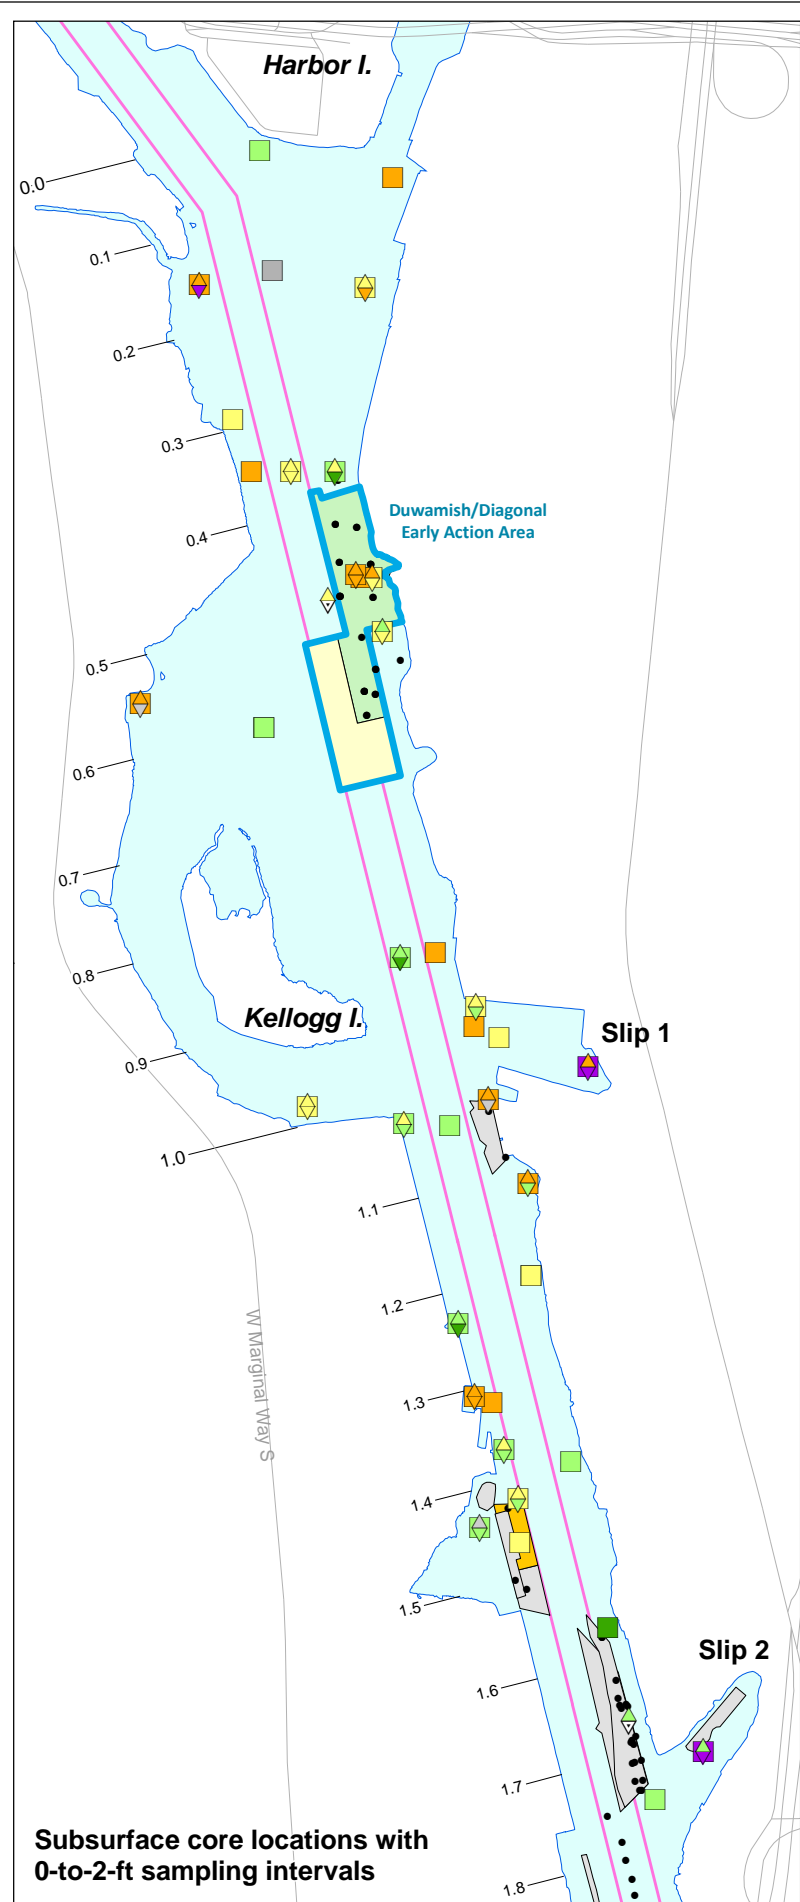 Harbor I.
0.0
0.1
0.2
0.3
0.4
Duwamish/Diagonal
Early Action Area
0.5
0.6
0.7
0.8
Kellogg I.
Slip 1
0.9
1.0
1.1
1.2
W Marginal Way S
1.3
1.4
1.5
Slip 2
1.6
1.7
Subsurface core locations with
0-to-2-ft sampling intervals
1.8